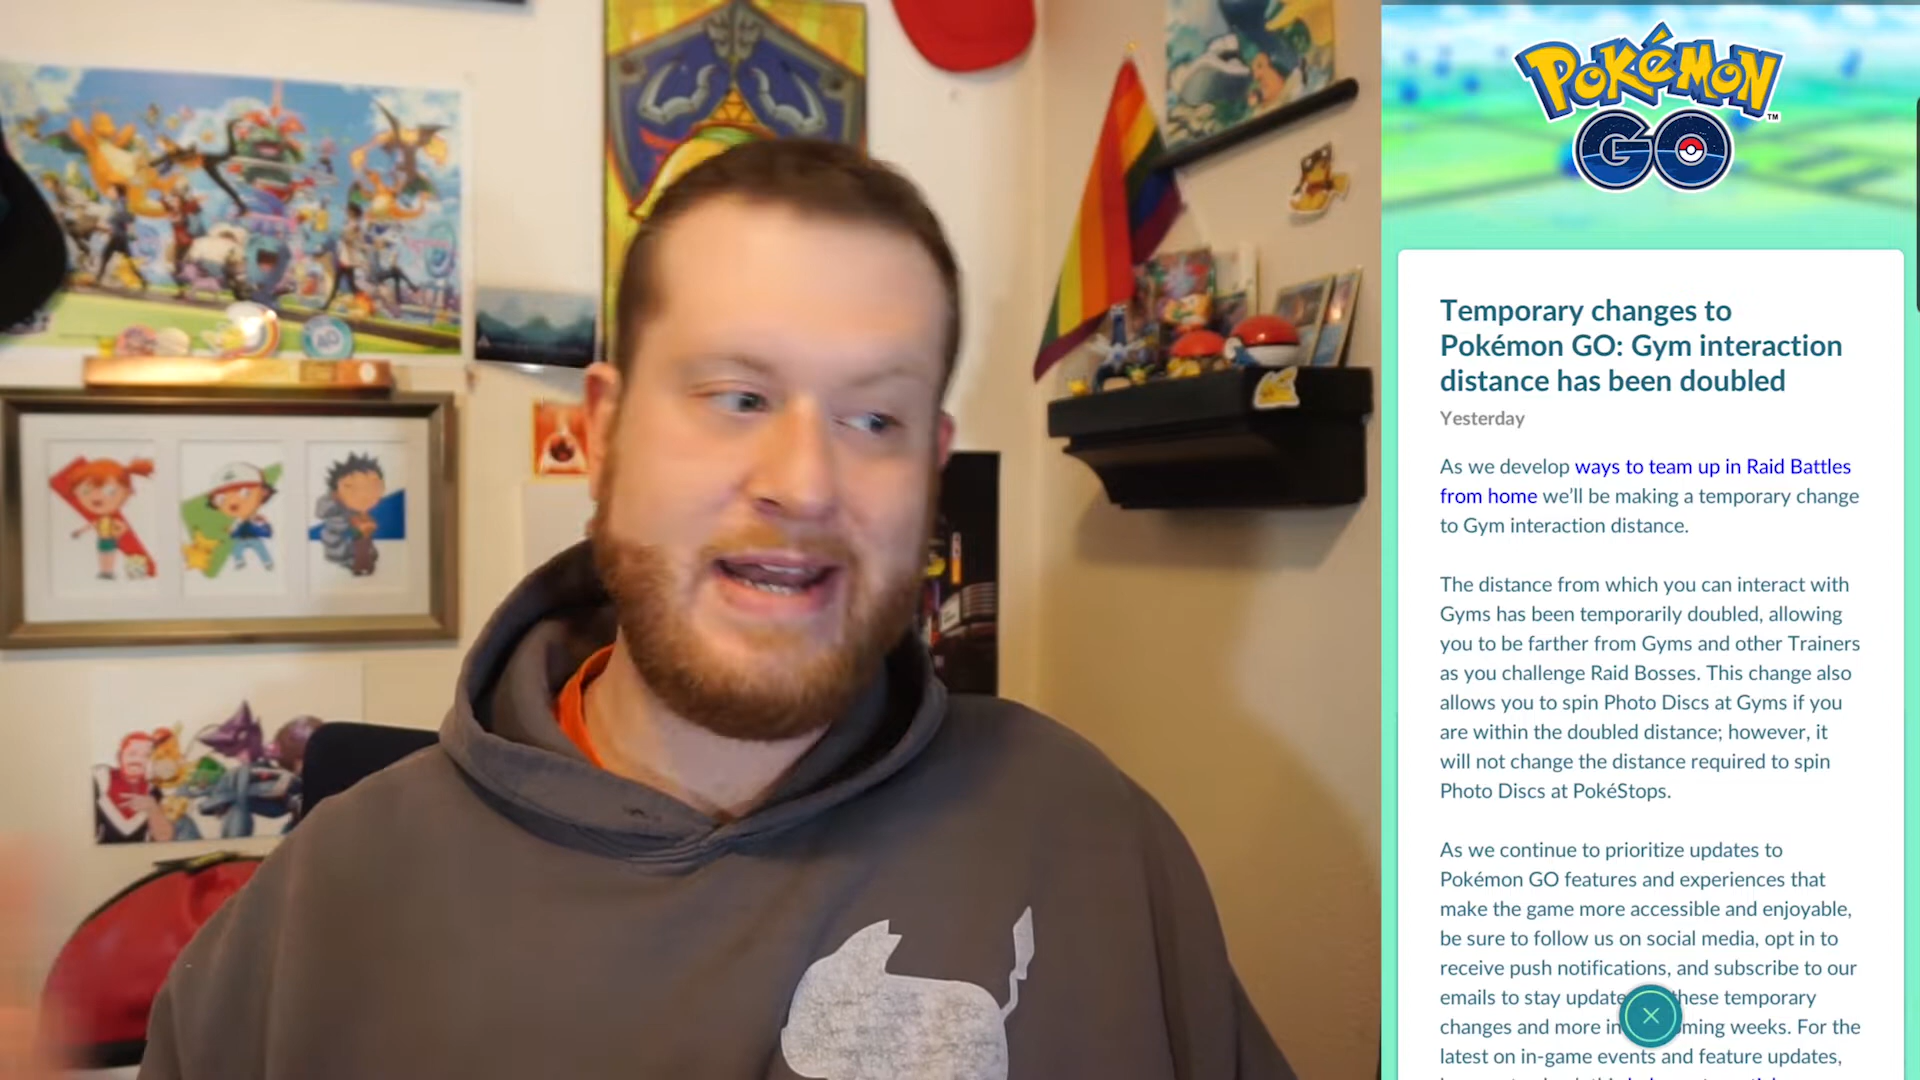 POKéMON
GO
TM
Temporary changes to
Pokémon GO: Gym interaction
distance has been doubled
Yesterday
As we develop ways to team up in Raid Battles
from home we'll be making a temporary change
to Gym interaction distance.
The distance from which you can interact with
Gyms has been temporarily doubled, allowing
you to be farther from Gyms and other Trainers
as you challenge Raid Bosses. This change also
allows you to spin Photo Discs at Gyms if you
are within the doubled distance; however, it
will not change the distance required to spin
Photo Discs at PokéStops.
As we continue to prioritize updates to
Pokémon GO features and experiences that
make the game more accessible and enjoyable,
be sure to follow us on social media, opt in to
receive push notifications, and subscribe to our
emails to stay update these temporary
changes and more in ming weeks. For the
latest on in-game events and feature updates,